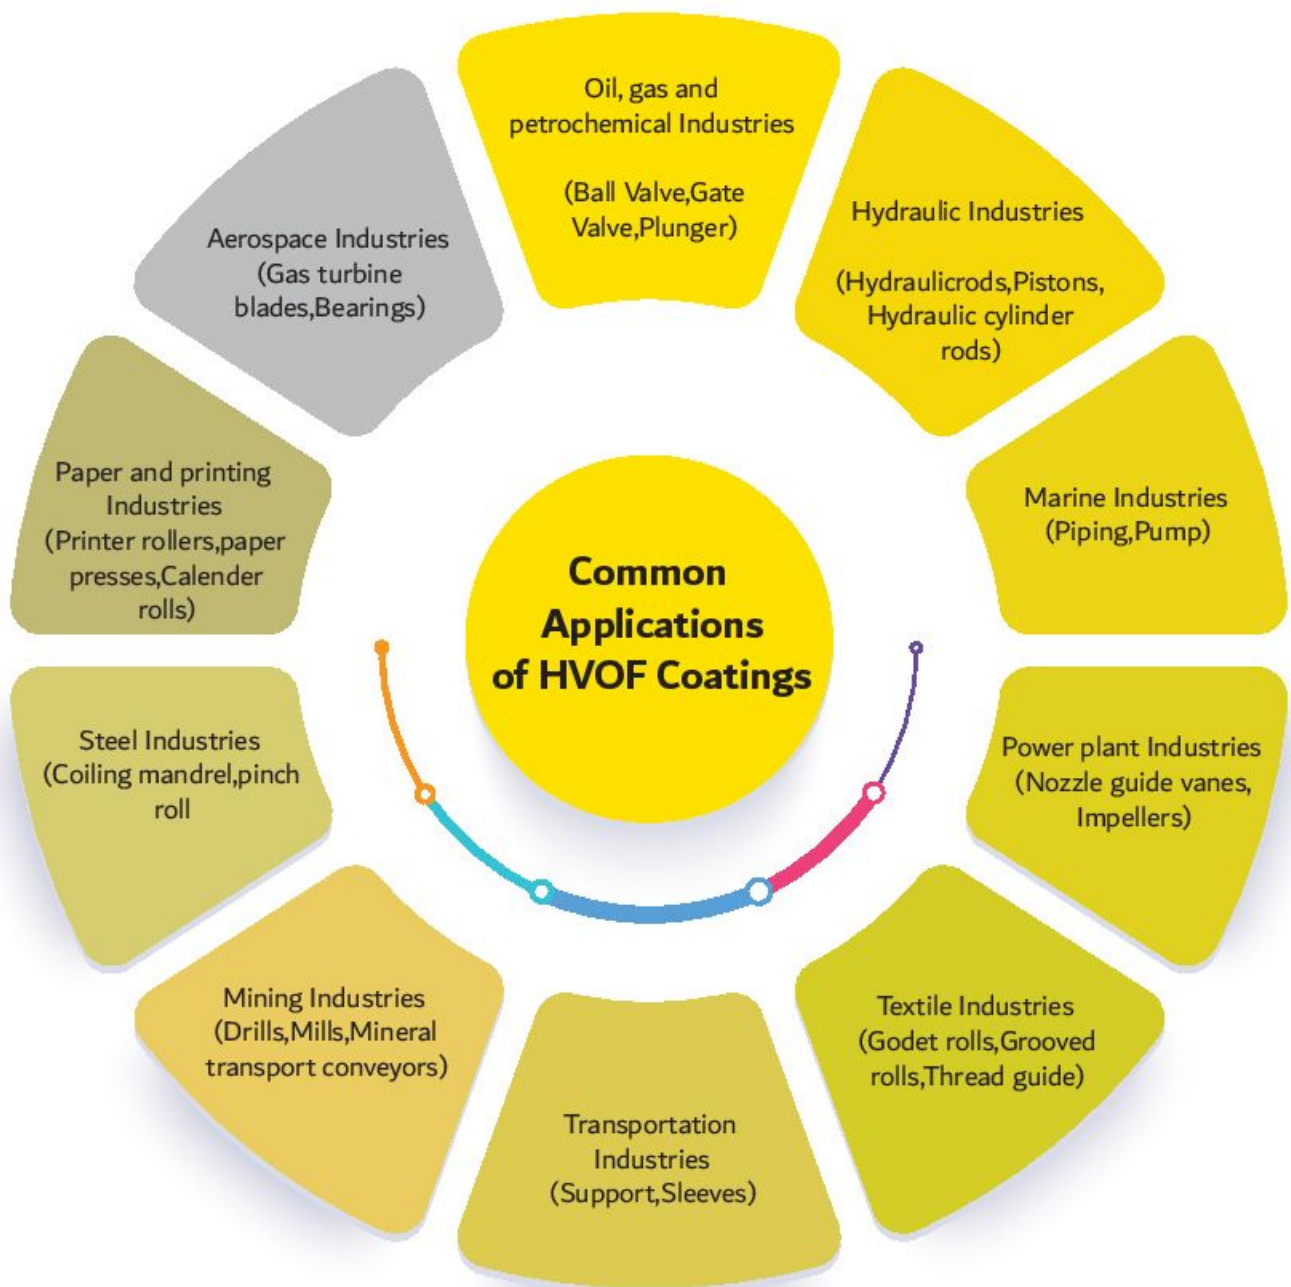 Oil, gas and
petrochemical Industries
(Ball Valve,Gate
Valve,Plunger)
Hydraulic Industries
(Hydraulicrods,Pistons,
Hydraulic cylinder
rods)
Marine Industries
(Piping,Pump)
Power plant Industries
(Nozzle guide vanes,
Impellers)
Textile Industries
(Godet rolls,Grooved
rolls,Thread guide)
Transportation
Industries
(Support,Sleeves)
Mining Industries
(Drills,Mills,Mineral
transport conveyors)
Steel Industries
(Coiling mandrel,pinch
roll
Paper and printing
Industries
(Printer rollers,paper
presses,Calender
rolls)
Aerospace Industries
(Gas turbine
blades,Bearings)
Common
Applications
of HVOF Coatings